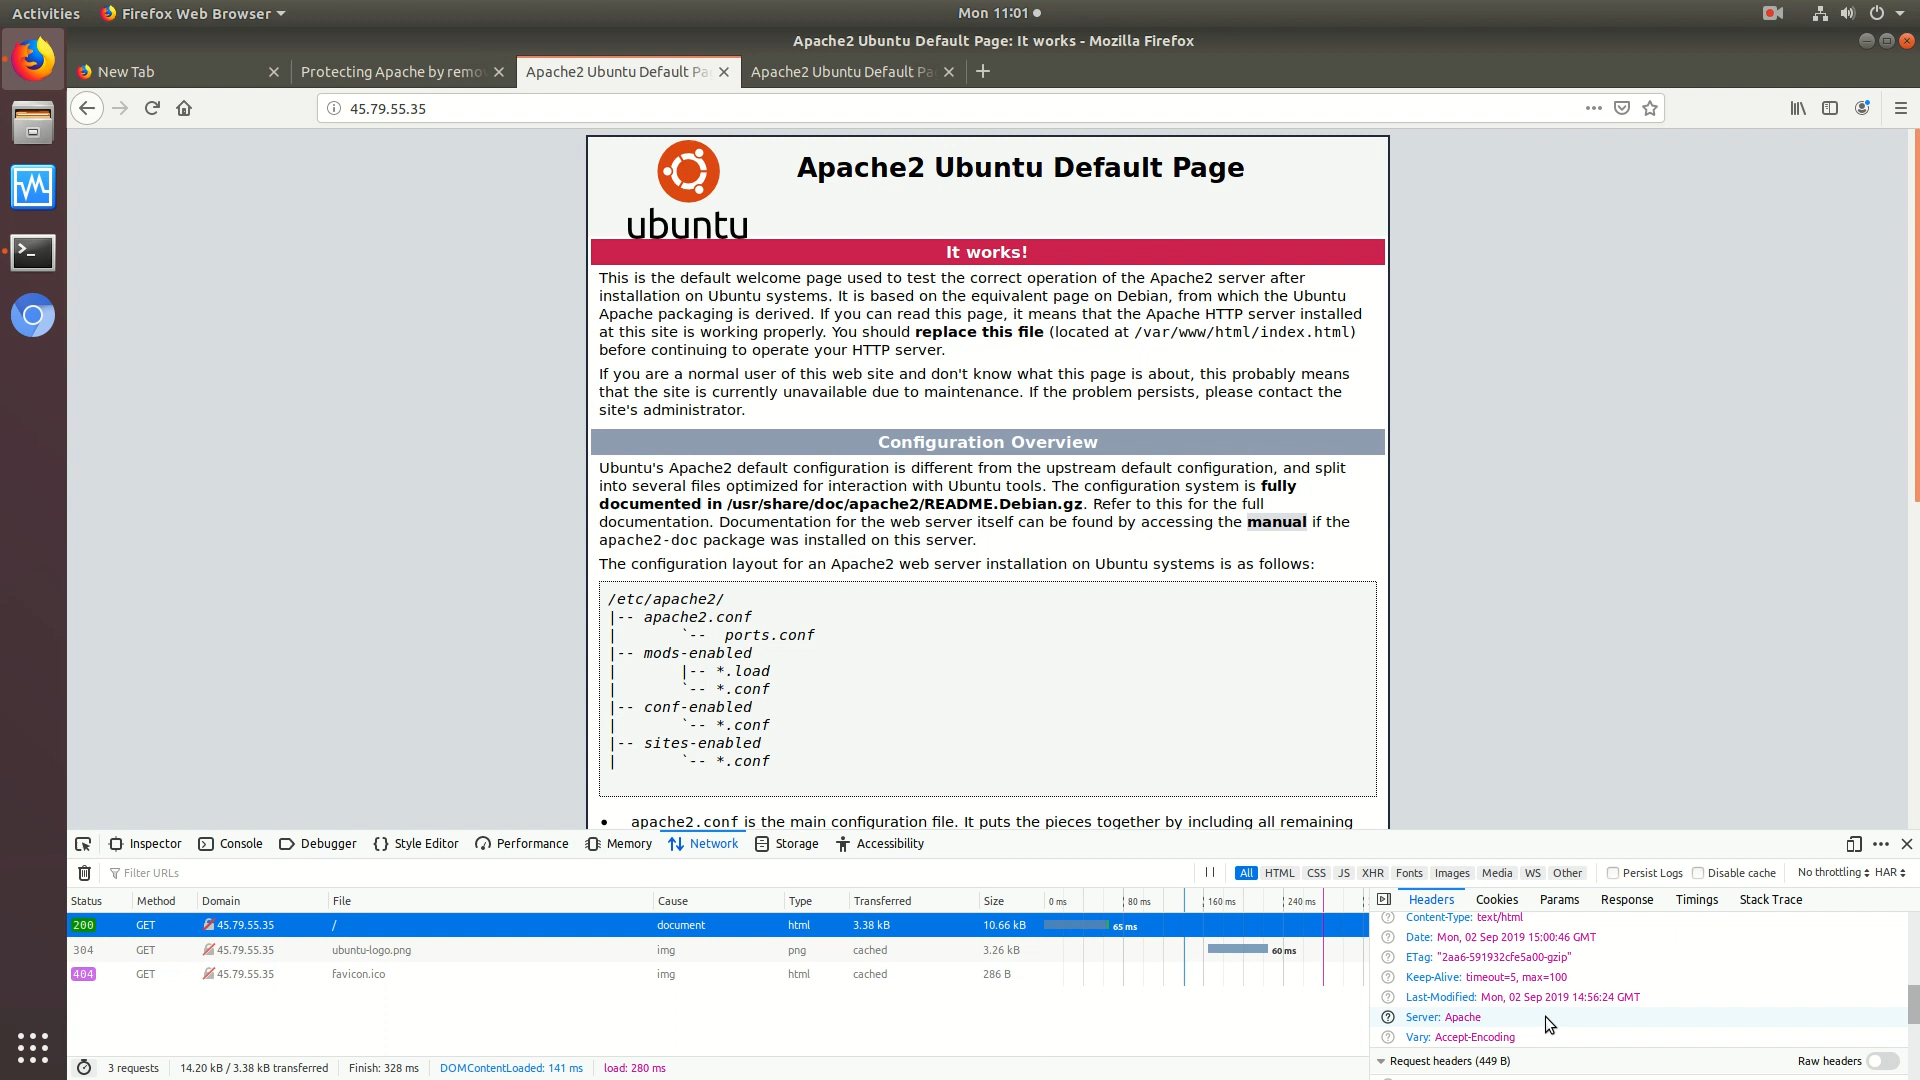 Activities Firefox Web Browser Mon 11:01
Apache2 Ubuntu Default Page: It works - Mozilla Firefox
New Tab Protecting Apache by remov Apache2 Ubuntu Default Pa Apache2 Ubuntu Default Pa
45.79.55.35
ubuntu
Apache2 Ubuntu Default Page
It works!
This is the default welcome page used to test the correct operation of the Apache2 server after
installation on Ubuntu systems. It is based on the equivalent page on Debian, from which the Ubuntu
Apache packaging is derived. If you can read this page, it means that the Apache HTTP server installed
at this site is working properly. You should replace this file (located at /var/www/html/index.html)
before continuing to operate your HTTP server.
If you are a normal user of this web site and don't know what this page is about, this probably means
that the site is currently unavailable due to maintenance. If the problem persists, please contact the
site's administrator.
Configuration Overview
Ubuntu's Apache2 default configuration is different from the upstream default configuration, and split
into several files optimized for interaction with Ubuntu tools. The configuration system is fully
documented in /usr/share/doc/apache2/README.Debian.gz. Refer to this for the full
documentation. Documentation for the web server itself can be found by accessing the manual if the
apache2-doc package was installed on this server.
The configuration layout for an Apache2 web server installation on Ubuntu systems is as follows:
/etc/apache2/
|-- apache2.conf
|       `--  ports.conf
|-- mods-enabled
|       |-- *.load
|       `-- *.conf
|-- conf-enabled
|       `-- *.conf
|-- sites-enabled
|       `-- *.conf
• apache2.conf is the main configuration file. It puts the pieces together by including all remaining
Inspector Console Debugger Style Editor Performance Memory Network Storage Accessibility
Filter URLs All HTML CSS JS XHR Fonts Images Media WS Other Persist Logs Disable cache No throttling HAR
Status Method Domain File Cause Type Transferred Size 0 ms 80 ms 160 ms 240 ms
200 GET 45.79.55.35 / document html 3.38 kB 10.66 kB 65 ms
304 GET 45.79.55.35 ubuntu-logo.png img png cached 3.26 kB 60 ms
404 GET 45.79.55.35 favicon.ico img html cached 286 B
3 requests 14.20 kB / 3.38 kB transferred Finish: 328 ms DOMContentLoaded: 141 ms load: 280 ms
Headers Cookies Params Response Timings Stack Trace
Content-Type: text/html
Date: Mon, 02 Sep 2019 15:00:46 GMT
ETag: "2aa6-591932cfe5a00-gzip"
Keep-Alive: timeout=5, max=100
Last-Modified: Mon, 02 Sep 2019 14:56:24 GMT
Server: Apache
Vary: Accept-Encoding
Request headers (449 B) Raw headers